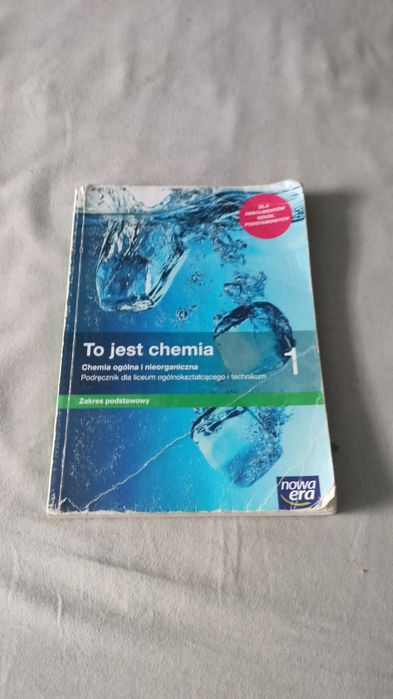 DLA
ABSOLWENTÓW
SZKÓŁ
PODSTAWOWYCH
To jest chemia
1
Chemia ogólna i nieorganiczna
Podręcznik dla liceum ogólnokształcącego i technikum
Zakres podstawowy
nowa
era